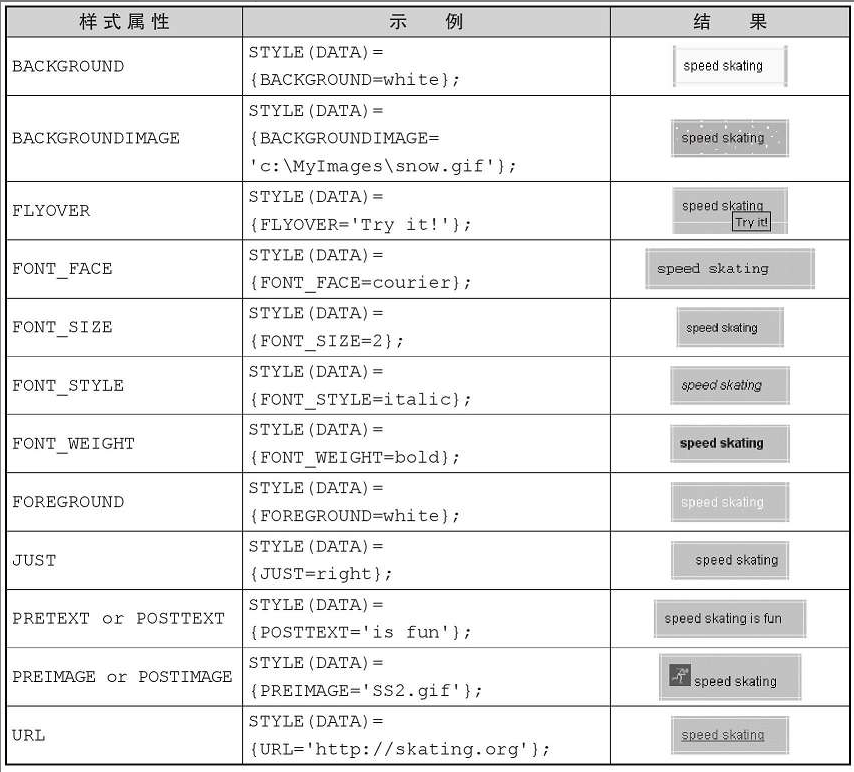 样式属性 示例 结果
BACKGROUND
STYLE(DATA)=
{BACKGROUND=white};
speed skating
BACKGROUNDIMAGE
STYLE(DATA)=
{BACKGROUNDIMAGE=
'c:\MyImages\snow.gif'};
speed skating
FLYOVER
STYLE(DATA)=
{FLYOVER='Try it!'};
speed skating
Try it!
FONT_FACE
STYLE(DATA)=
{FONT_FACE=courier};
speed skating
FONT_SIZE
STYLE(DATA)=
{FONT_SIZE=2};
speed skating
FONT_STYLE
STYLE(DATA)=
{FONT_STYLE=italic};
speed skating
FONT_WEIGHT
STYLE(DATA)=
{FONT_WEIGHT=bold};
speed skating
FOREGROUND
STYLE(DATA)=
{FOREGROUND=white};
speed skating
JUST
STYLE(DATA)=
{JUST=right};
speed skating
PRETEXT or POSTTEXT
STYLE(DATA)=
{POSTTEXT='is fun'};
speed skating is fun
PREIMAGE or POSTIMAGE
STYLE(DATA)=
{PREIMAGE='SS2.gif'};
speed skating
URL
STYLE(DATA)=
{URL='http://skating.org'};
speed skating